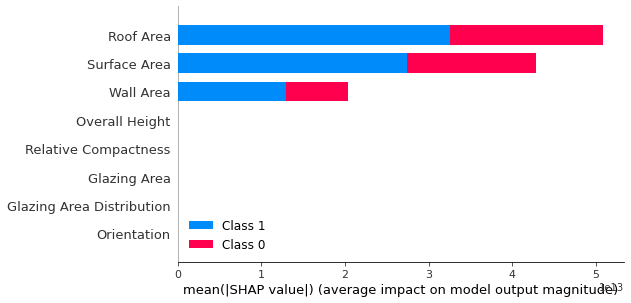 Roof Area
Surface Area
Wall Area
Overall Height
Relative Compactness
Glazing Area
Glazing Area Distribution
Orientation
Class 1
Class 0
0 1 2 3 4 5
1e13
mean(|SHAP value|) (average impact on model output magnitude)